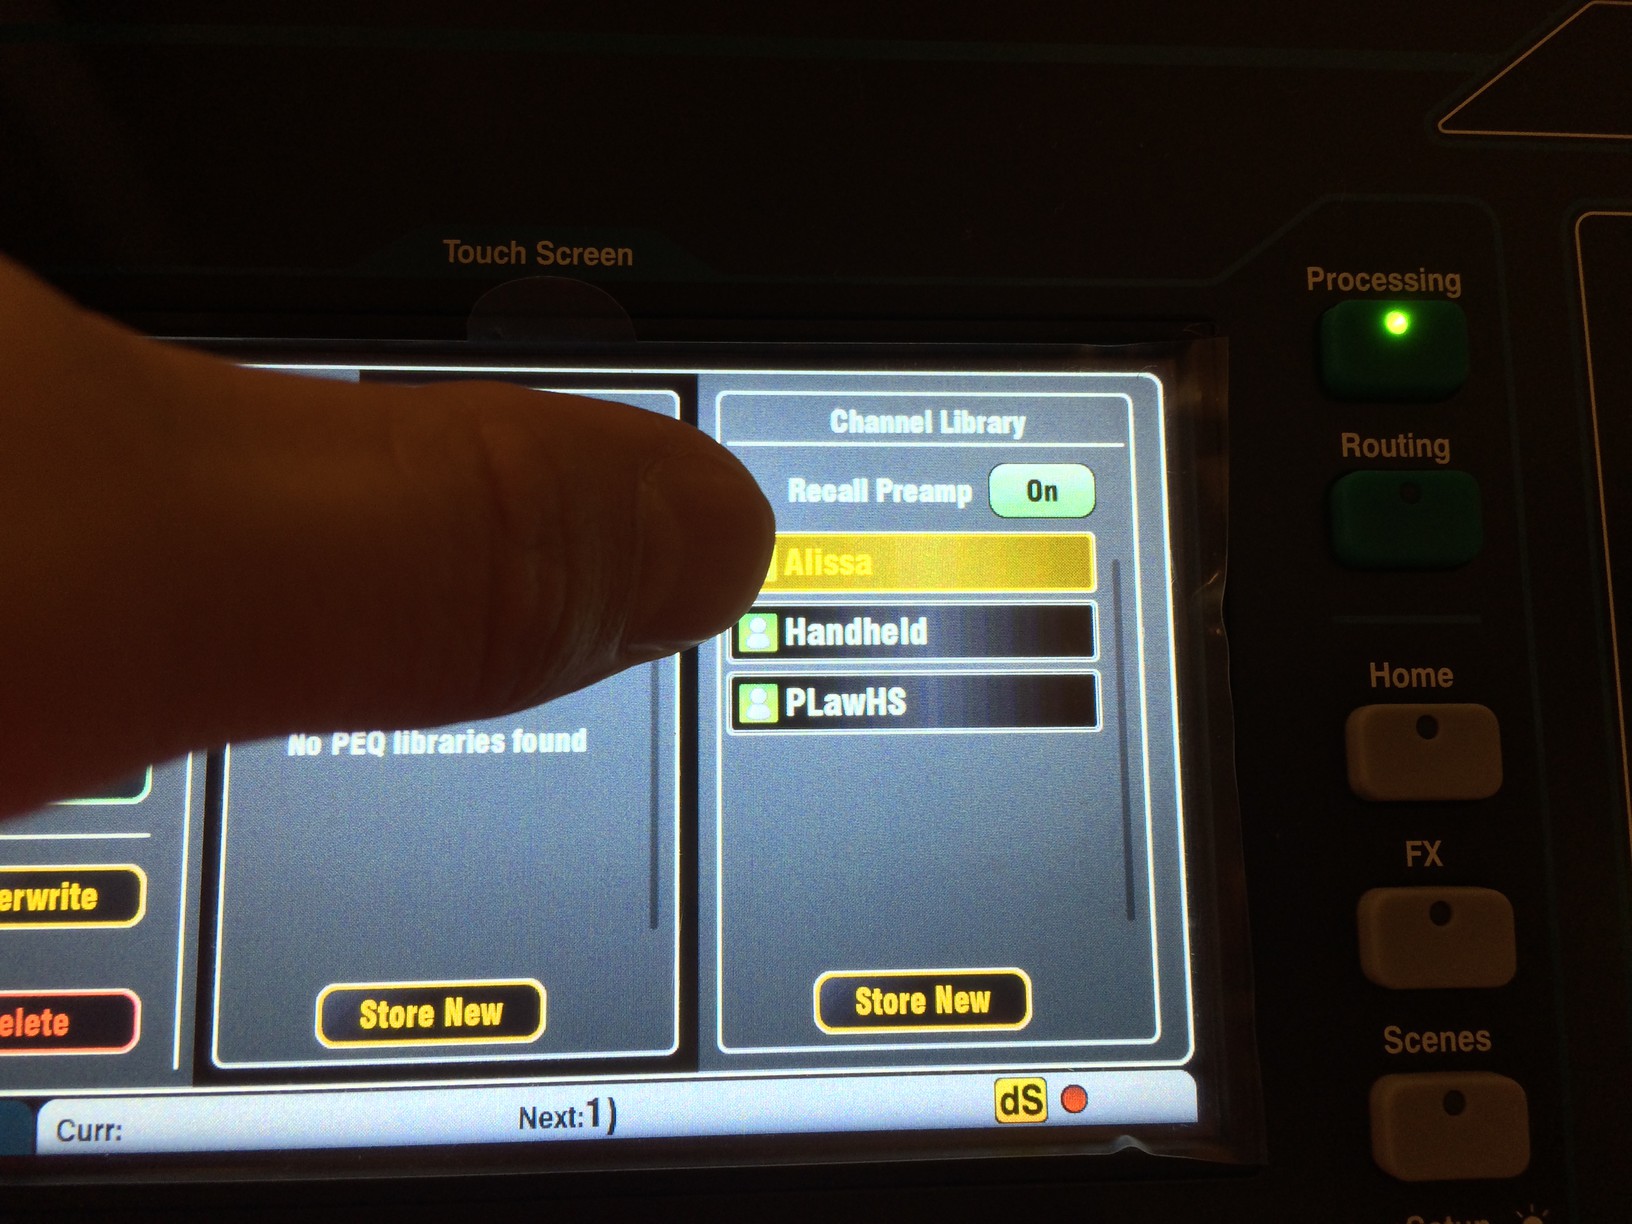 Touch Screen
Processing
Routing
Home
FX
Scenes
Channel Library
Recall Preamp
On
Alissa
Handheld
PLawHS
No PEQ libraries found
erwrite
elete
Store New
Store New
Curr:
Next:1)
dS